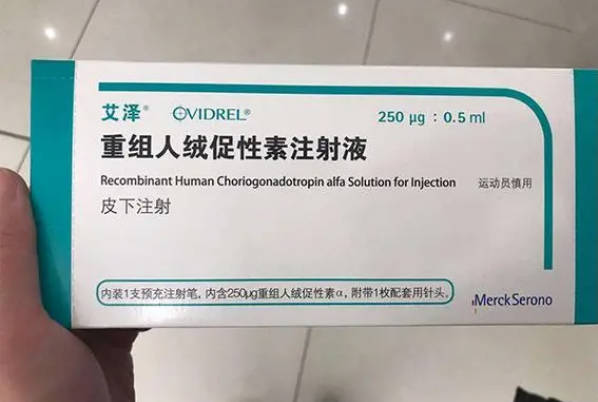 艾泽® OVIDREL® 250 μg : 0.5 ml
重组人绒促性素注射液
Recombinant Human Choriogonadotropin alfa Solution for Injection 运动员慎用
皮下注射
内装1支预充注射笔，内含250μg重组人绒促性素α，附带1枚配套用针头。
MerckSerono